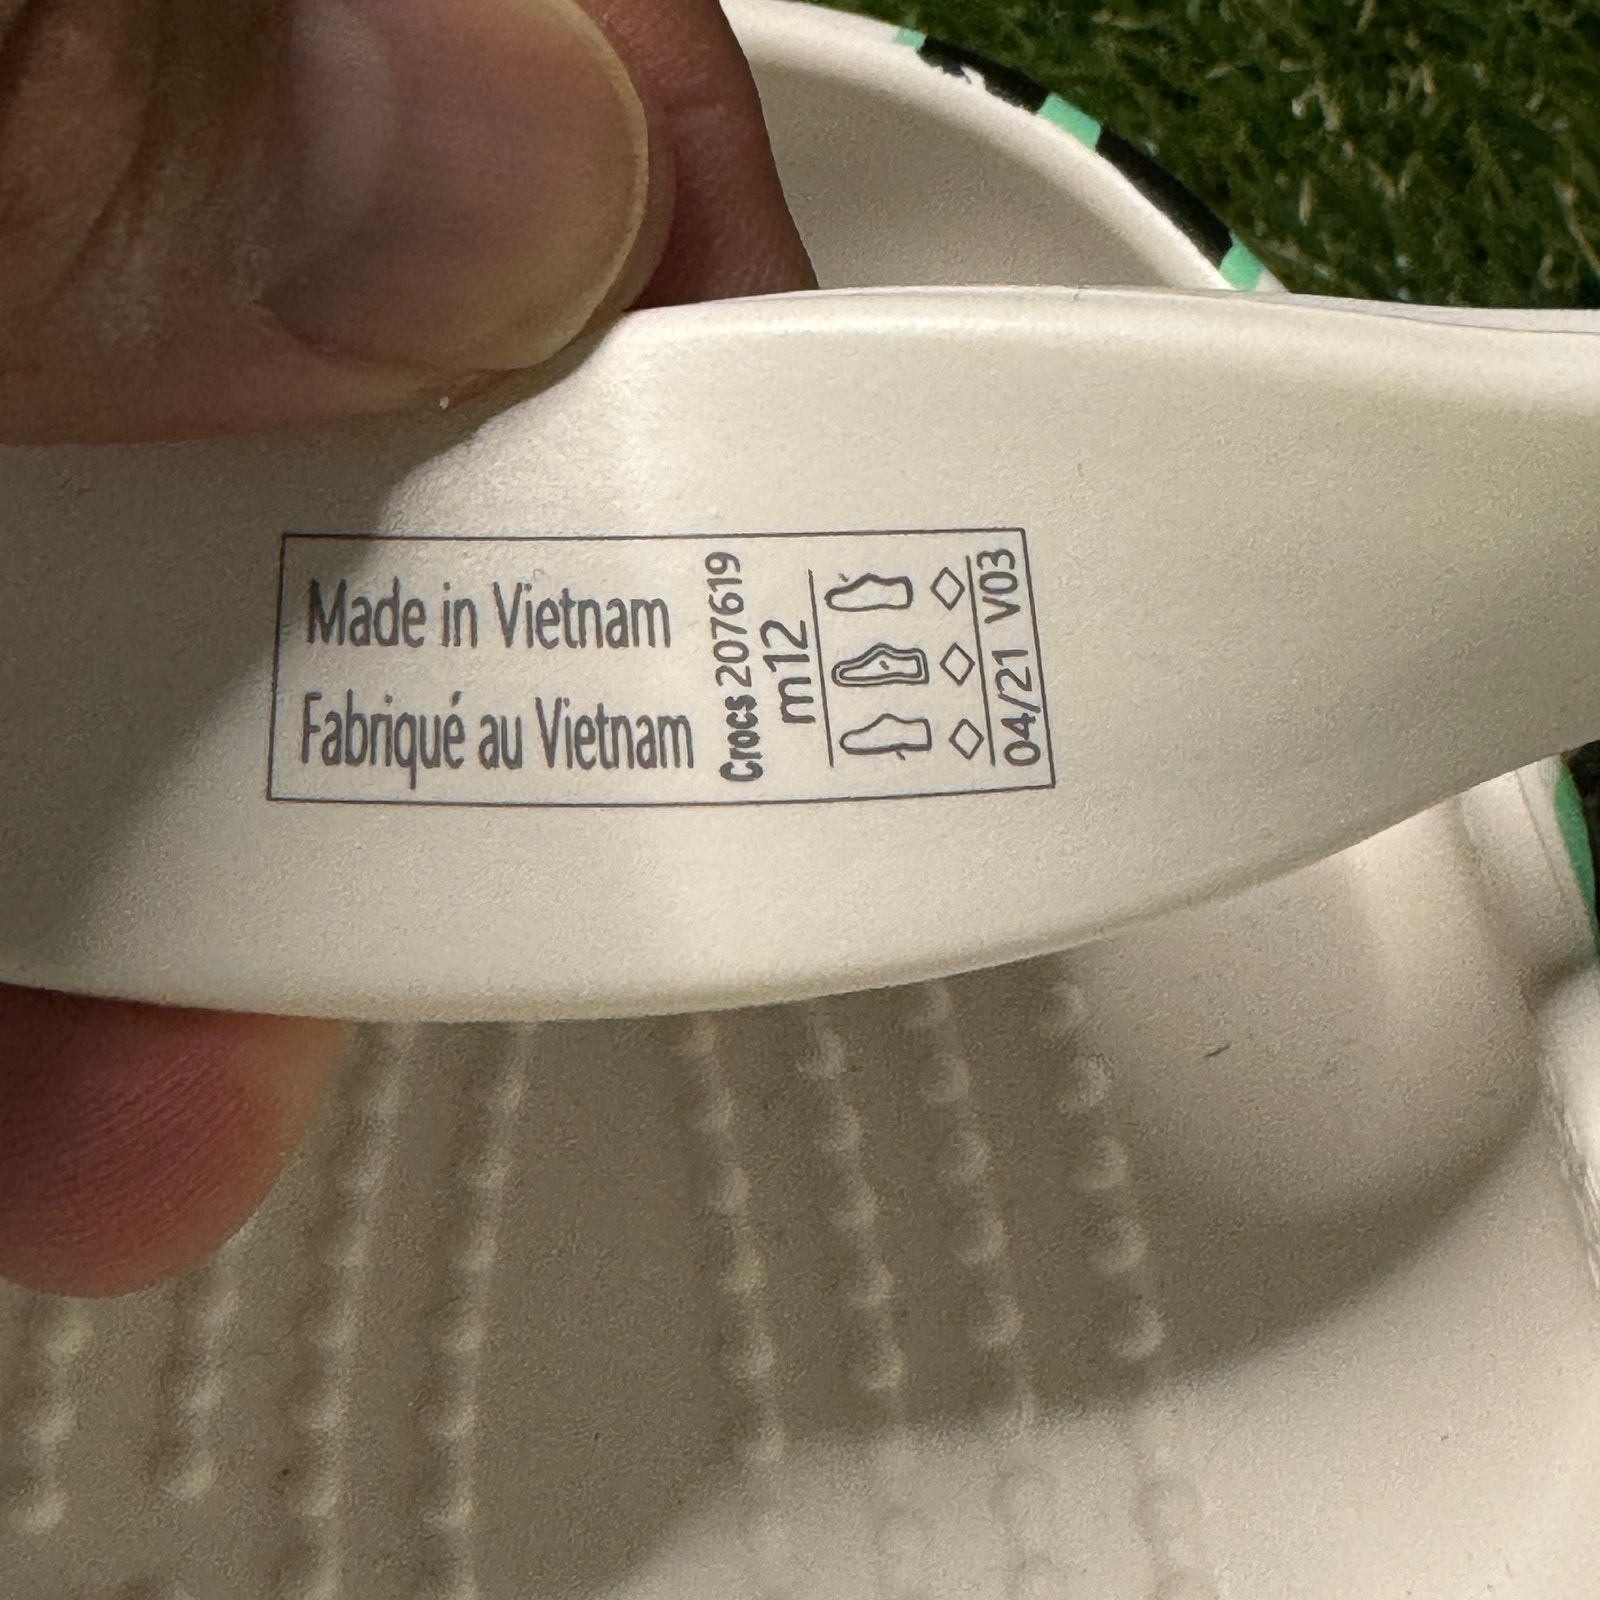 Made in Vietnam
Fabriqué au Vietnam
Crocs 207619
m12
04/21 V03